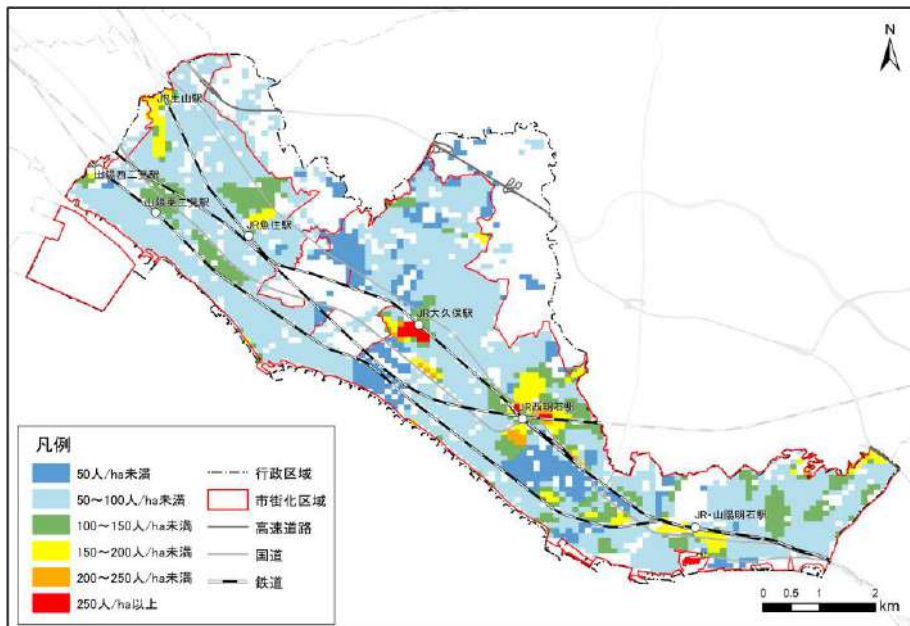 N
JR土山駅
山陽西二見駅
山陽東二見駅
JR魚住駅
JR大久保駅
JR西明石駅
JR・山陽明石駅
凡例
50人/ha未満
50～100人/ha未満
100～150人/ha未満
150～200人/ha未満
200～250人/ha未満
250人/ha以上
行政区域
市街化区域
高速道路
国道
鉄道
0 0.5 1 2
km